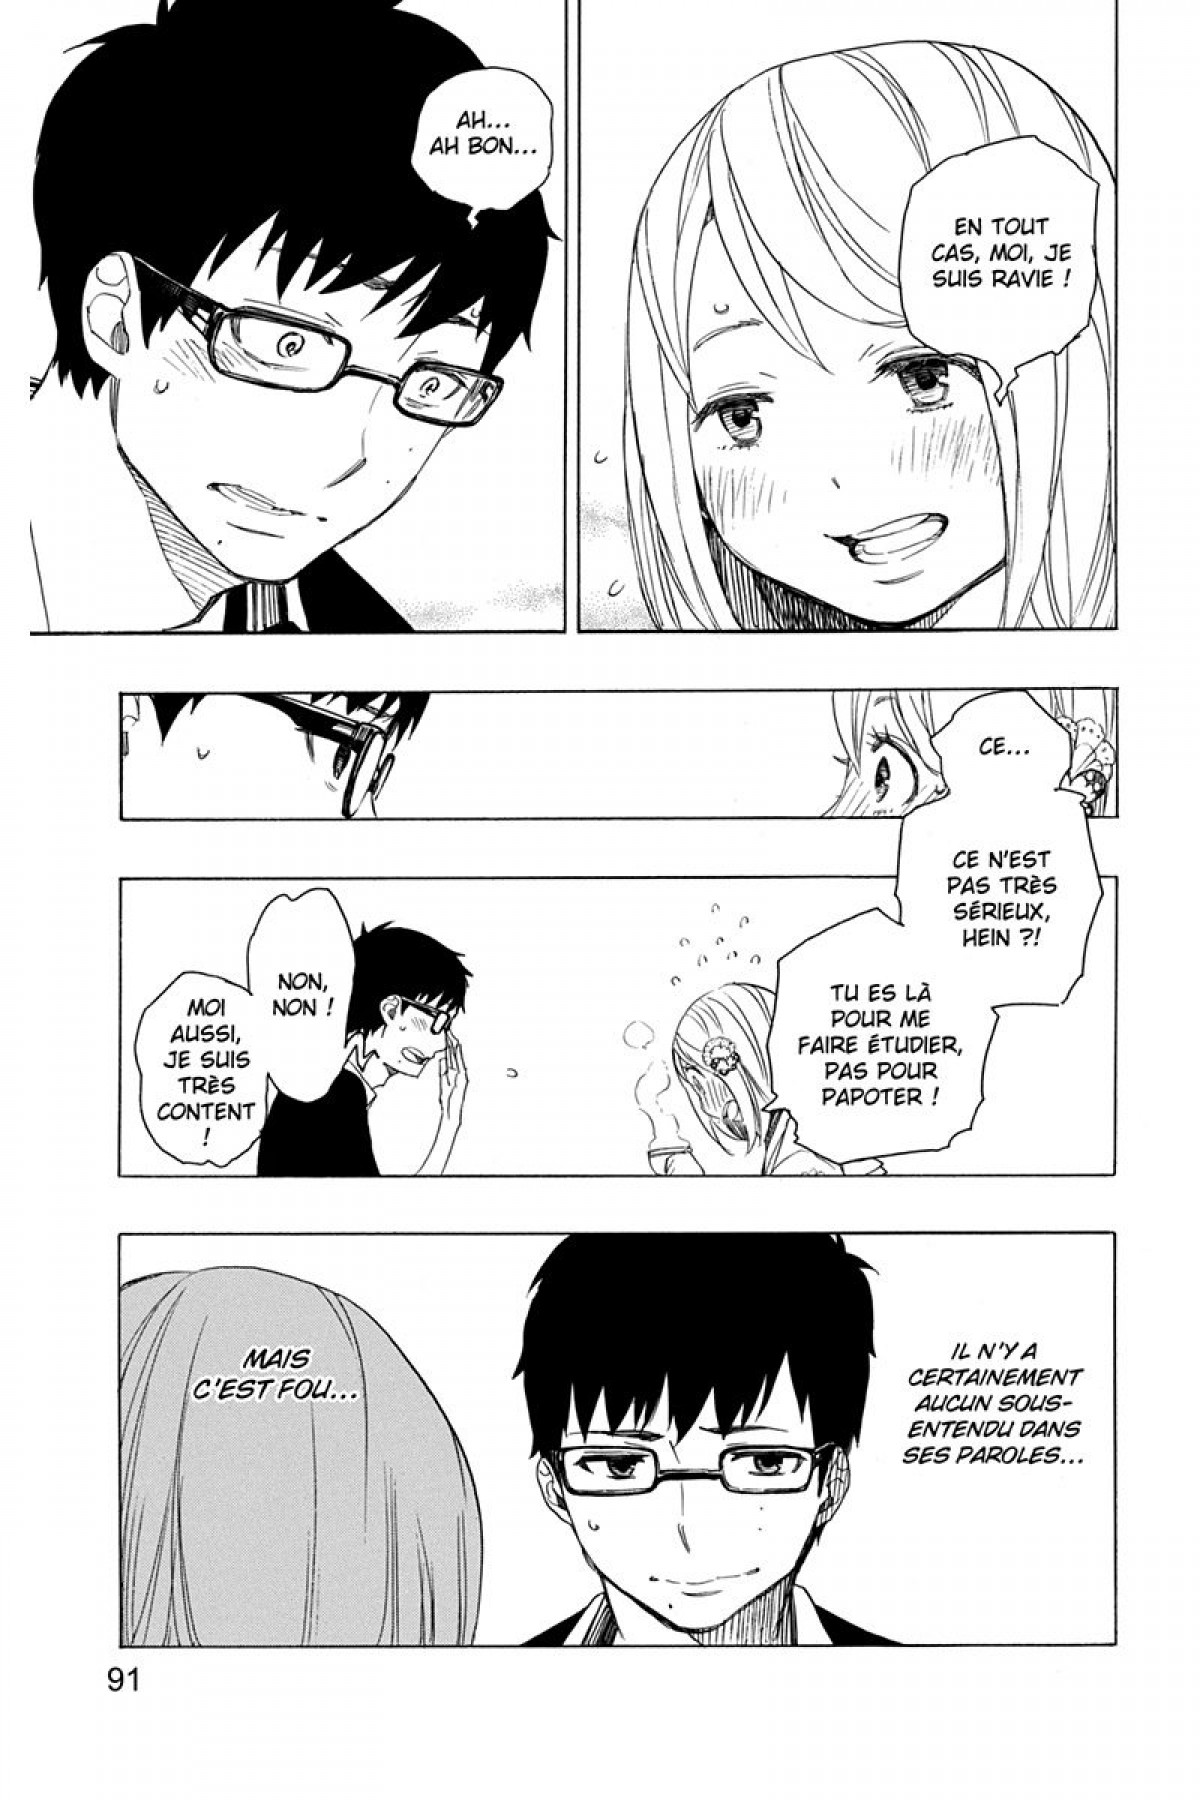 EN TOUT
CAS, MOI, JE
SUIS RAVIE !
AH...
AH BON...
CE...
CE N'EST
PAS TRÈS
SÉRIEUX,
HEIN ?!
TU ES LÀ
POUR ME
FAIRE ÉTUDIER,
PAS POUR
PAPOTER !
NON,
NON !
MOI
AUSSI,
JE SUIS
TRÈS
CONTENT
!
IL N'Y A
CERTAINEMENT
AUCUN SOUS-
ENTENDU DANS
SES PAROLES...
MAIS
C'EST FOU...
91